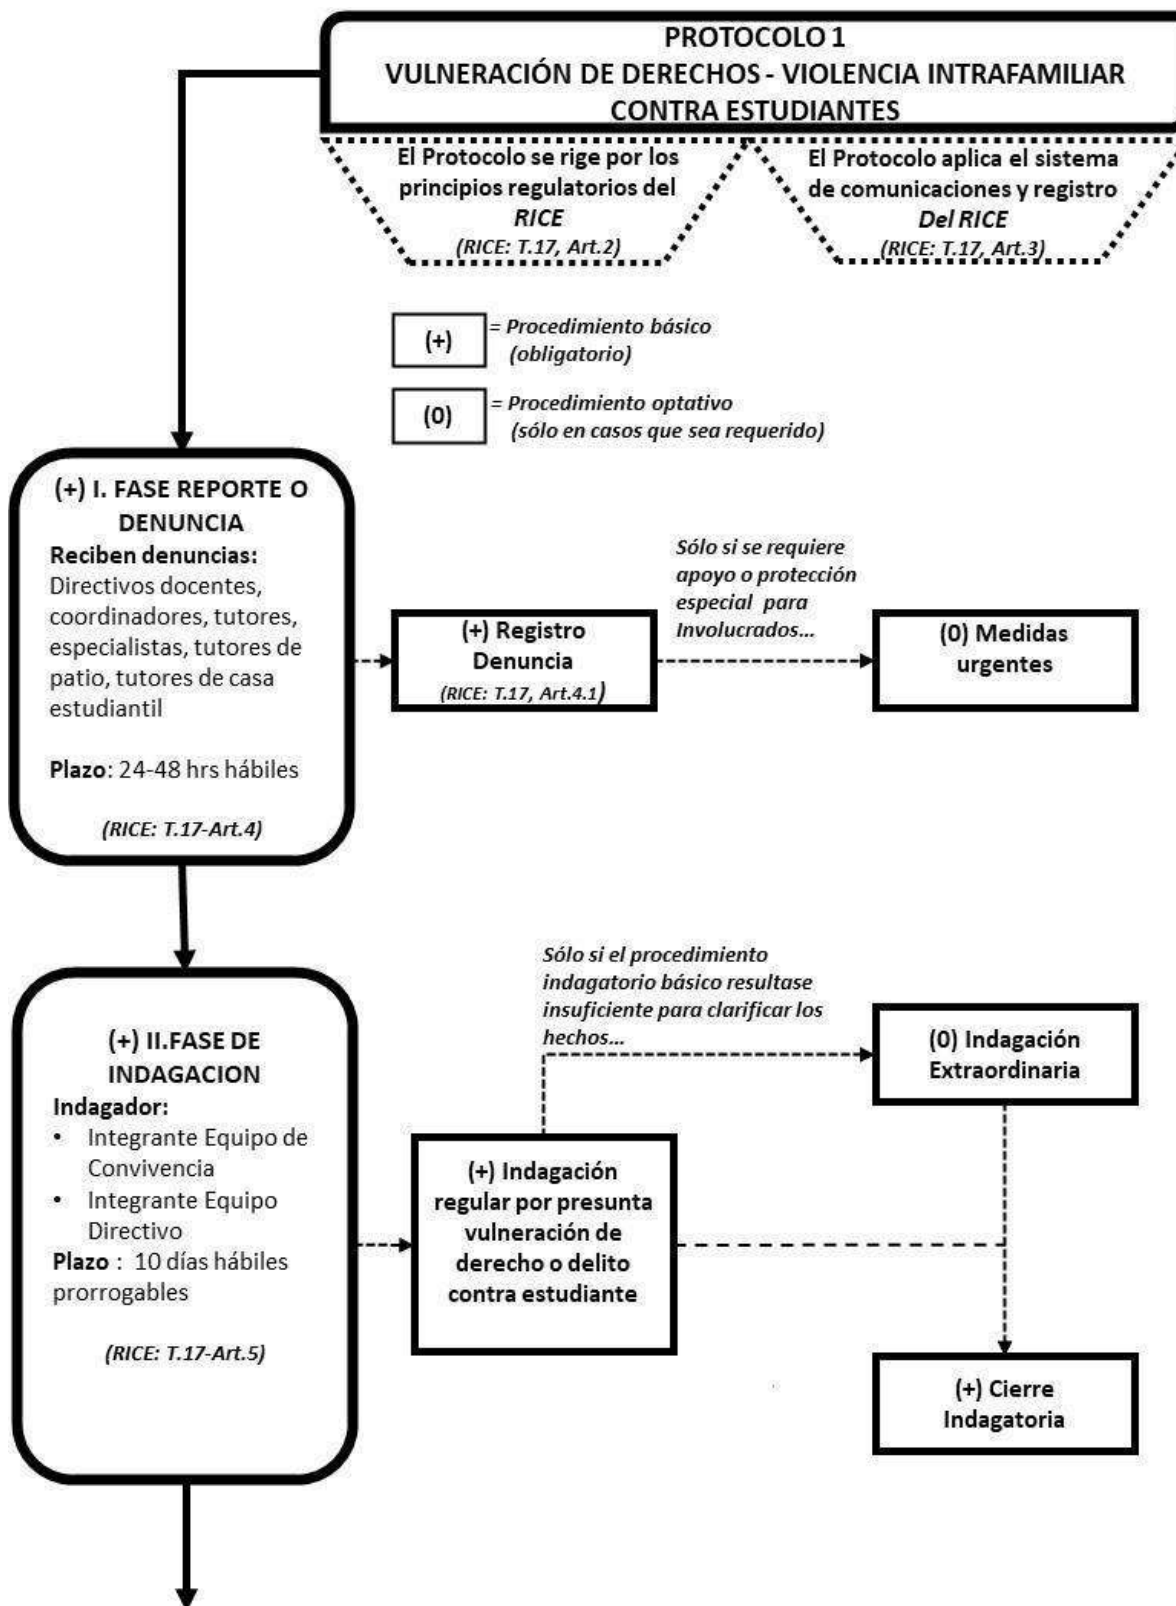 PROTOCOLO 1
VULNERACIÓN DE DERECHOS - VIOLENCIA INTRAFAMILIAR
CONTRA ESTUDIANTES
El Protocolo se rige por los
principios regulatorios del
RICE
(RICE: T.17, Art.2)
El Protocolo aplica el sistema
de comunicaciones y registro
Del RICE
(RICE: T.17, Art.3)
(+)
= Procedimiento básico
(obligatorio)
(0)
= Procedimiento optativo
(sólo en casos que sea requerido)
(+) I. FASE REPORTE O
DENUNCIA
Reciben denuncias:
Directivos docentes,
coordinadores, tutores,
especialistas, tutores de
patio, tutores de casa
estudiantil
Plazo: 24-48 hrs hábiles
(RICE: T.17-Art.4)
(+) Registro
Denuncia
(RICE: T.17, Art.4.1)
Sólo si se requiere
apoyo o protección
especial para
Involucrados...
(0) Medidas
urgentes
(+) II.FASE DE
INDAGACION
Indagador:
• Integrante Equipo de
Convivencia
• Integrante Equipo
Directivo
Plazo : 10 días hábiles
prorrogables
(RICE: T.17-Art.5)
(+) Indagación
regular por presunta
vulneración de
derecho o delito
contra estudiante
Sólo si el procedimiento
indagatorio básico resultase
insuficiente para clarificar los
hechos...
(0) Indagación
Extraordinaria
(+) Cierre
Indagatoria